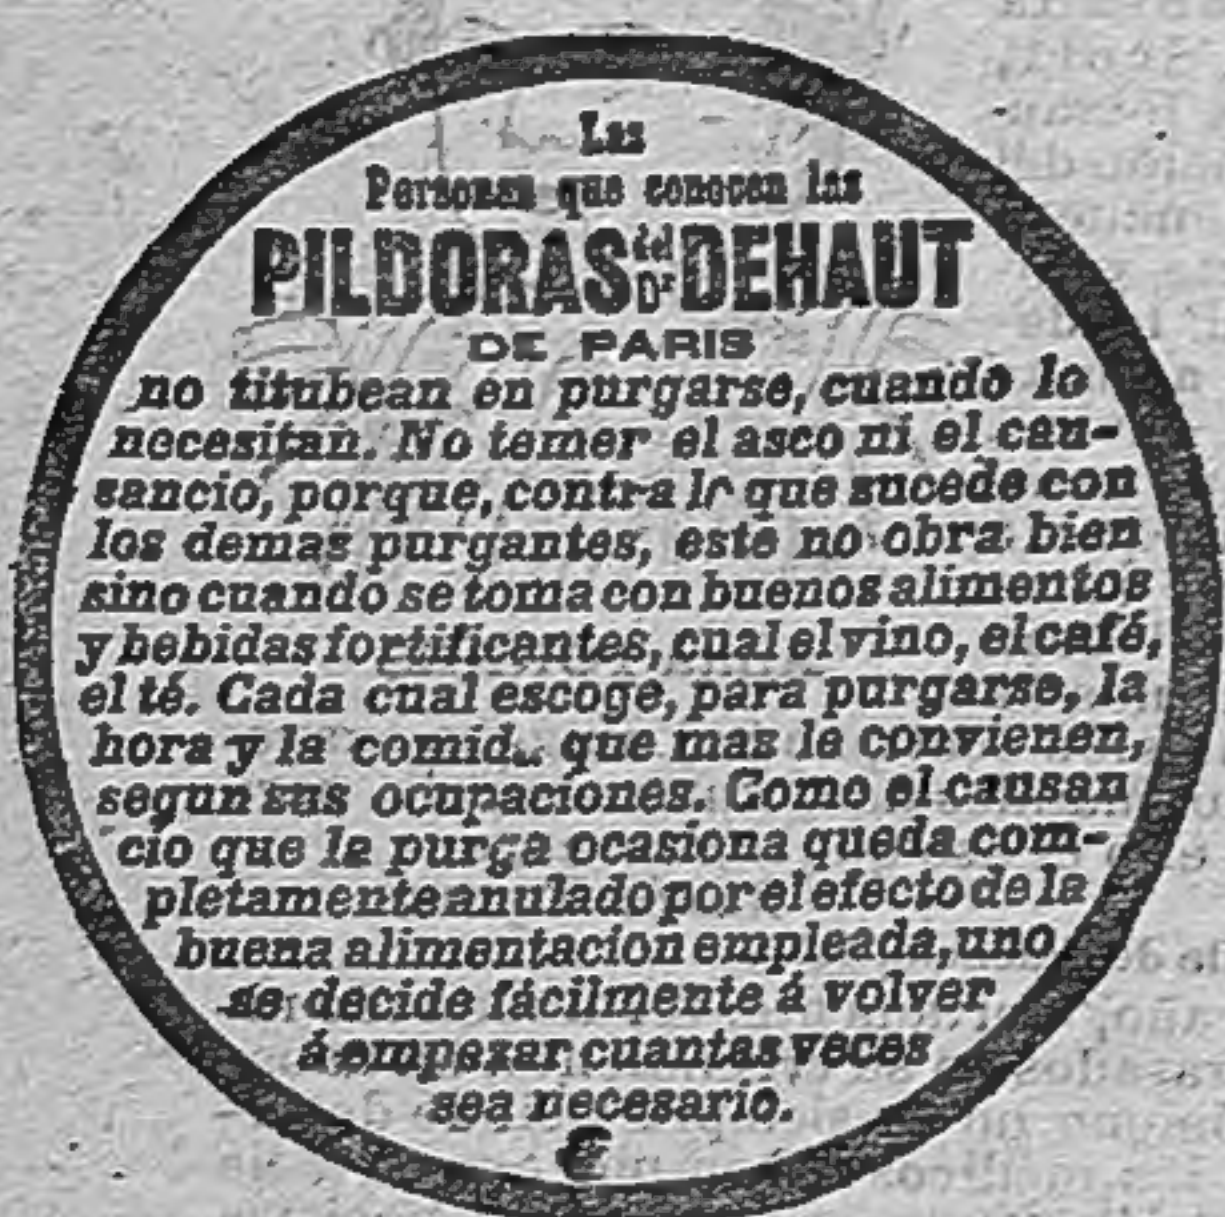 Las
Personas que conocen las
PILDORAS del Dr DEHAUT
DE PARIS
no titubean en purgarse, cuando lo
necesitan. No temer el asco ni el cau-
sancio, porque, contra lo que sucede con
los demas purgantes, este no obra bien
sino cuando se toma con buenos alimentos
y bebidas fortificantes, cual el vino, el café,
el té. Cada cual escoge, para purgarse, la
hora y la comida que mas le convienen,
segun sus ocupaciones. Como el causan
cio que la purga ocasiona queda com-
pletamente anulado por el efecto de la
buena alimentacion empleada, uno
se decide fácilmente á volver
á empezar cuantas veces
sea necesario.